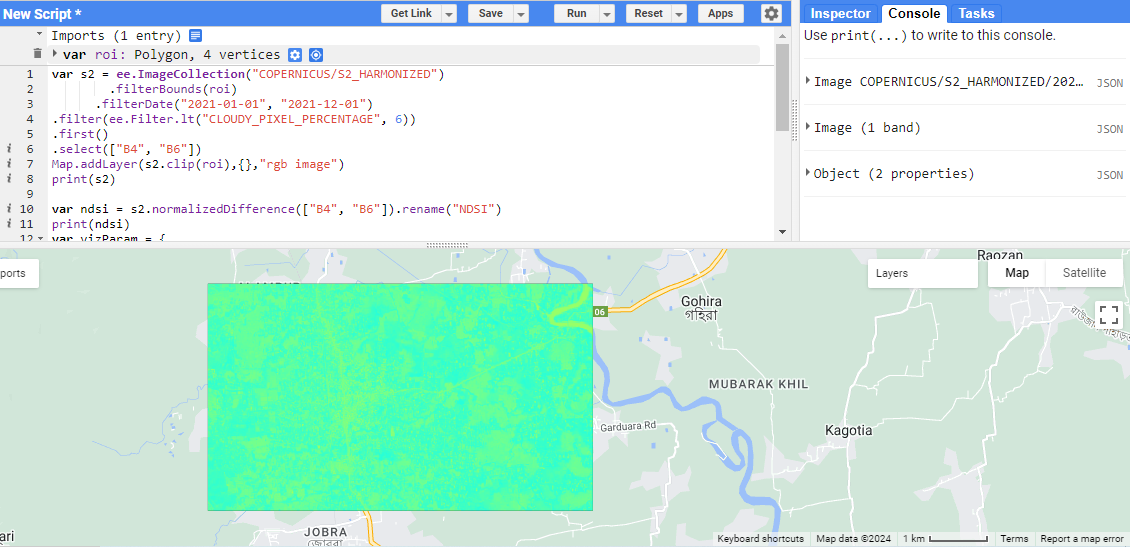 New Script *
Get Link
Save
Run
Reset
Apps
Inspector
Console
Tasks
Imports (1 entry)
var roi: Polygon, 4 vertices
1 var s2 = ee.ImageCollection("COPERNICUS/S2_HARMONIZED")
2 .filterBounds(roi)
3 .filterDate("2021-01-01", "2021-12-01")
4 .filter(ee.Filter.lt("CLOUDY_PIXEL_PERCENTAGE", 6))
5 .first()
i 6 .select(["B4", "B6"])
i 7 Map.addLayer(s2.clip(roi),{},"rgb image")
i 8 print(s2)
9
i 10 var ndsi = s2.normalizedDifference(["B4", "B6"]).rename("NDSI")
i 11 print(ndsi)
12 var vizParam = {
Use print(...) to write to this console.
Image COPERNICUS/S2_HARMONIZED/202…
JSON
Image (1 band)
JSON
Object (2 properties)
JSON
ports
Layers
Map
Satellite
Raozan
Gohira
গহিরা
06
MUBARAK KHIL
Garduara Rd
Kagotia
JOBRA
জোবরা
ari
Keyboard shortcuts
Map data ©2024
1 km
Terms
Report a map error